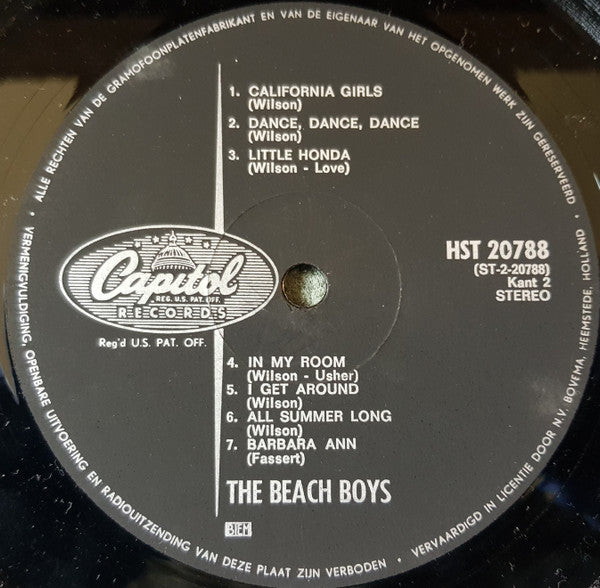 ALLE RECHTEN VAN DE GRAMOFOONPLATENFABRIKANT EN VAN DE EIGENAAR VAN HET OPGENOMEN WERK ZIJN GERESERVEERD •
1. CALIFORNIA GIRLS
(Wilson)
2. DANCE, DANCE, DANCE
(Wilson)
3. LITTLE HONDA
(Wilson - Love)
Capitol
REG. U.S. PAT. OFF.
RECORDS
Reg'd U.S. PAT. OFF.
HST 20788
(ST-2-20788)
Kant 2
STEREO
4. IN MY ROOM
(Wilson - Usher)
5. I GET AROUND
(Wilson)
6. ALL SUMMER LONG
(Wilson)
7. BARBARA ANN
(Fassert)
THE BEACH BOYS
BIEM
• VERMENIGVULDIGING, OPENBARE UITVOERING EN RADIOUITZENDING VAN DEZE PLAAT ZIJN VERBODEN •
VERVAARDIGD IN LICENTIE DOOR N.V. BOVEMA, HEEMSTEDE, HOLLAND